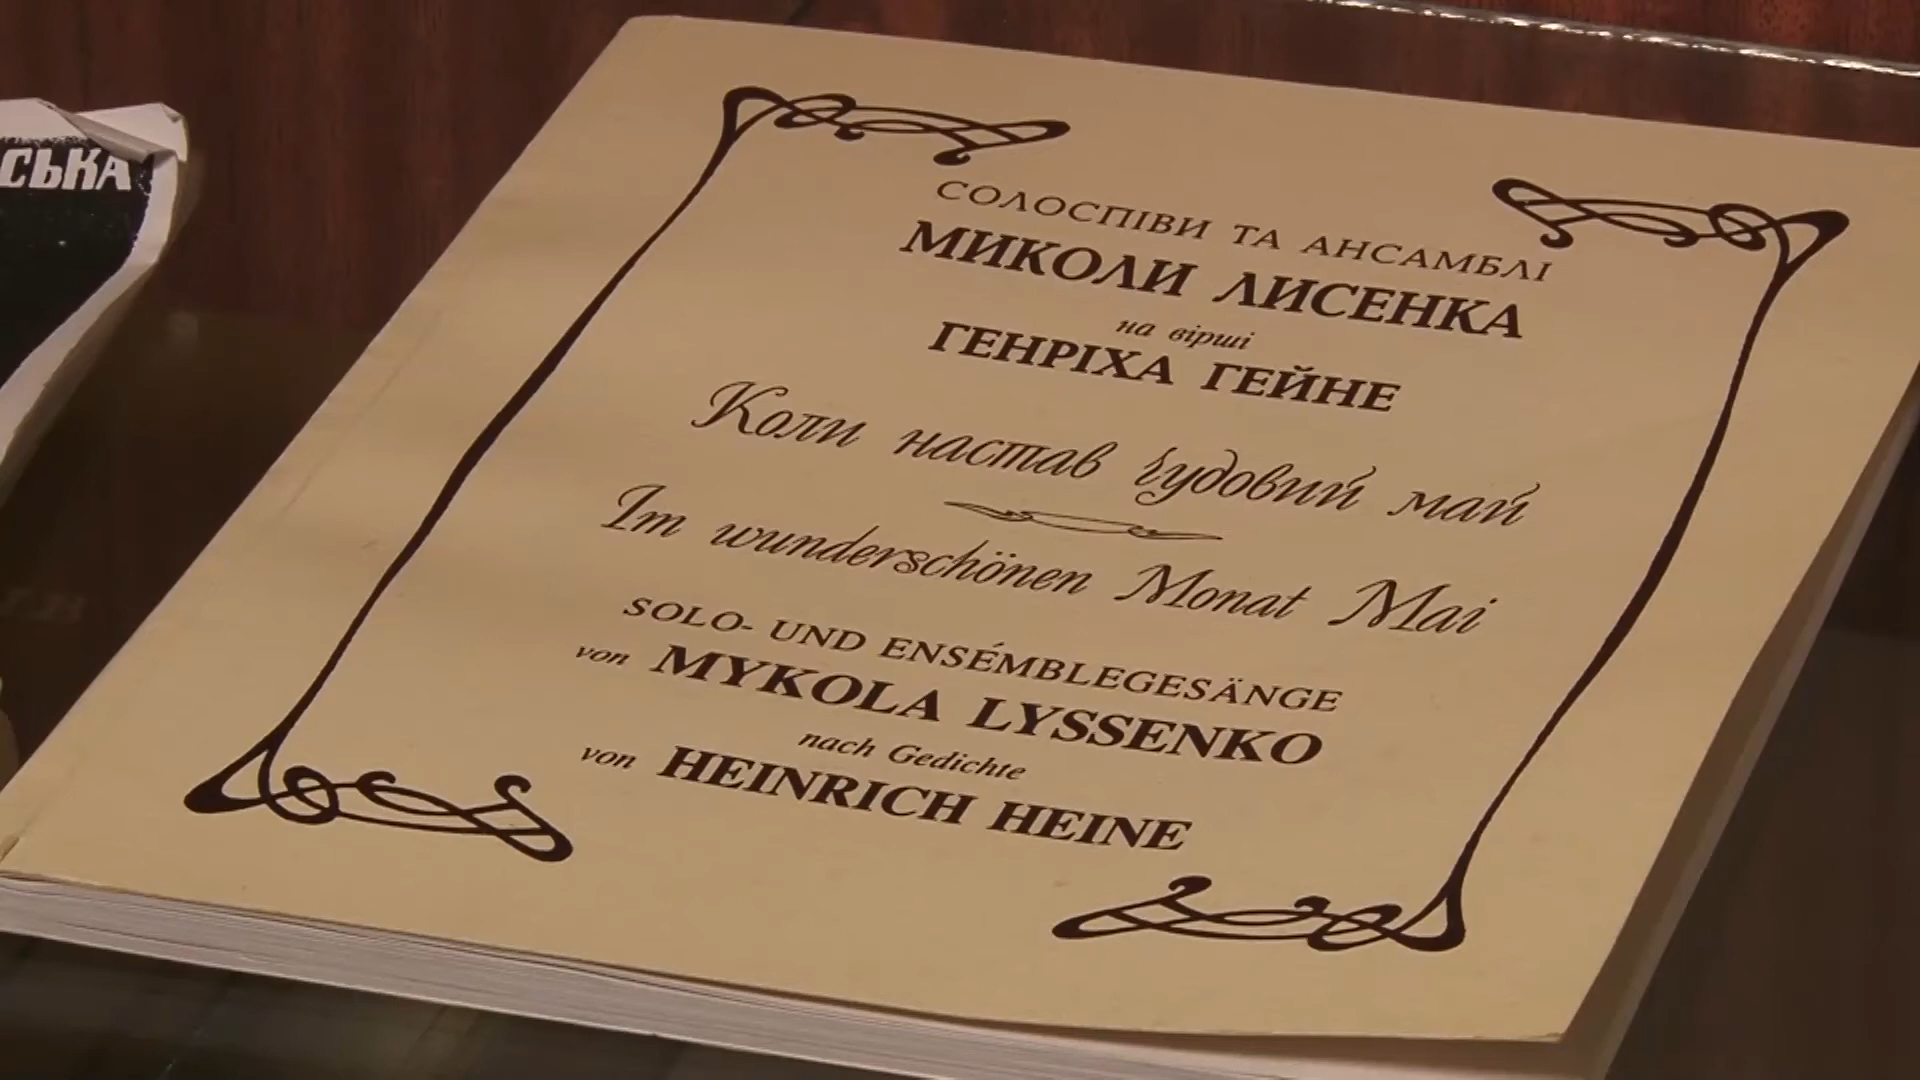 СЬКА
СОЛОСПІВИ ТА АНСАМБЛІ
МИКОЛИ ЛИСЕНКА
на вірші
ГЕНРІХА ГЕЙНЕ
Коли настав чудовий май
Im wunderschönen Monat Mai
SOLO- UND ENSÉMBLEGESÄNGE
von MYKOLA LYSSENKO
nach Gedichte
von HEINRICH HEINE